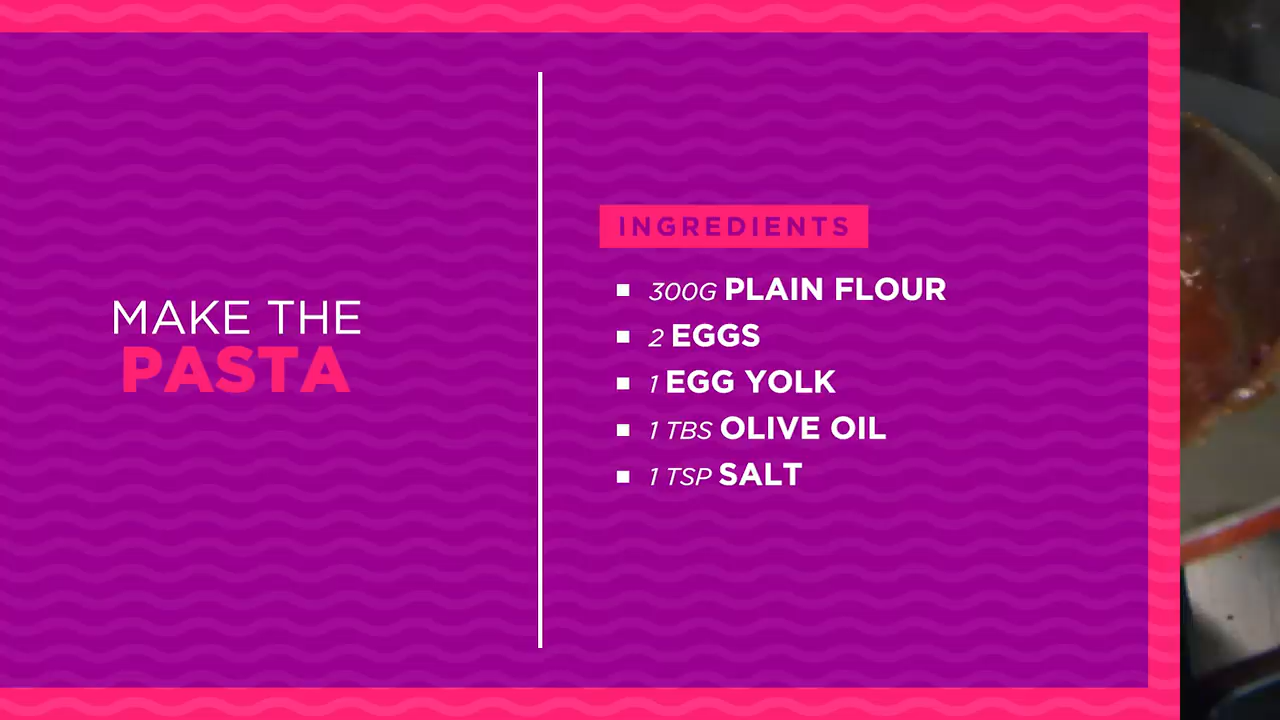 MAKE THE
PASTA
INGREDIENTS
300G PLAIN FLOUR
2 EGGS
1 EGG YOLK
1 TBS OLIVE OIL
1 TSP SALT